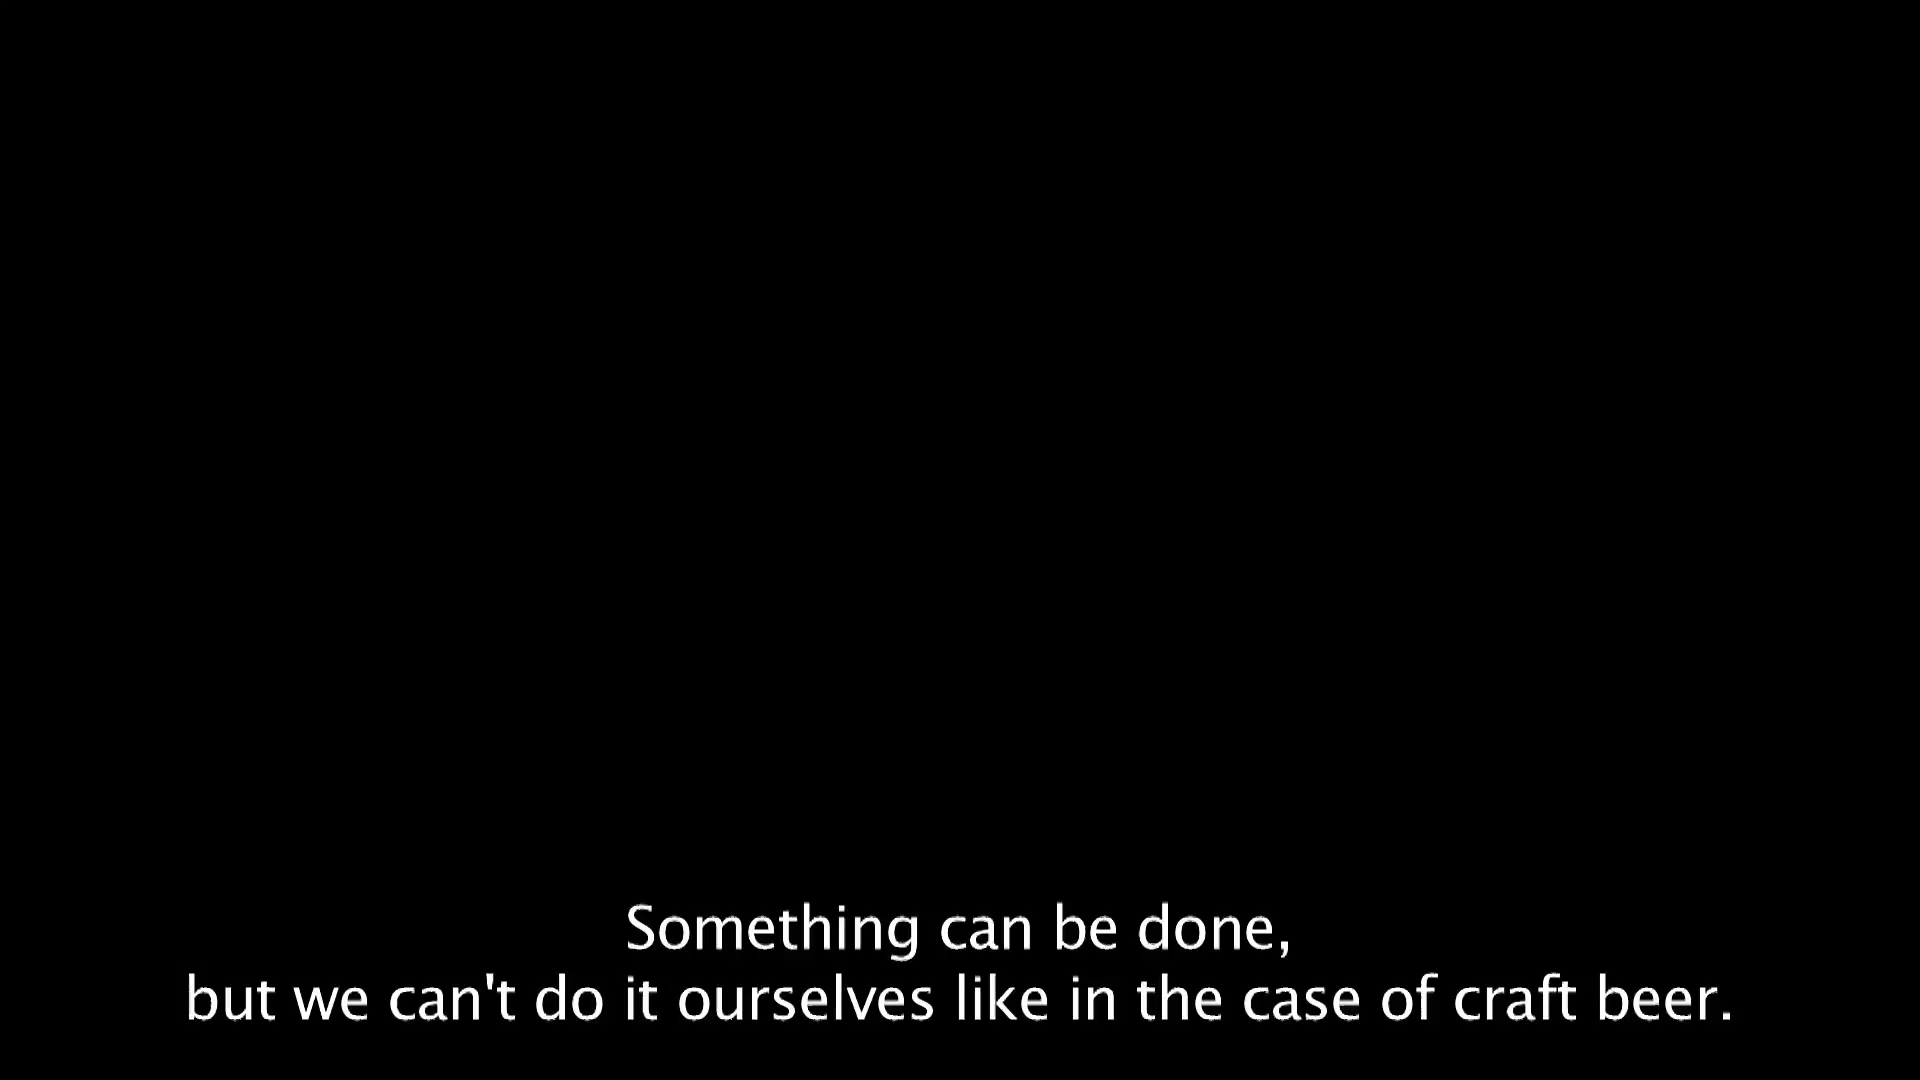 Something can be done,
but we can't do it ourselves like in the case of craft beer.